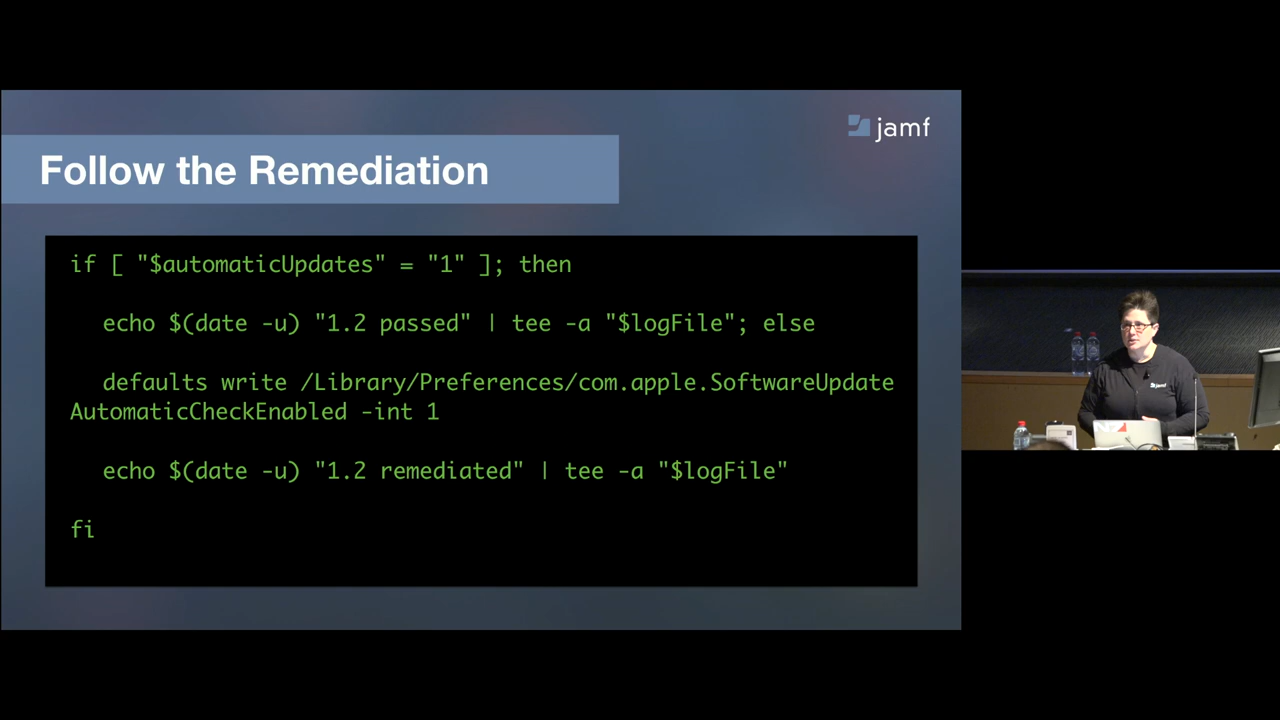 jamf
Follow the Remediation
if [ "$automaticUpdates" = "1" ]; then
echo $(date -u) "1.2 passed" | tee -a "$logFile"; else
defaults write /Library/Preferences/com.apple.SoftwareUpdate
AutomaticCheckEnabled -int 1
echo $(date -u) "1.2 remediated" | tee -a "$logFile"
fi
jamf